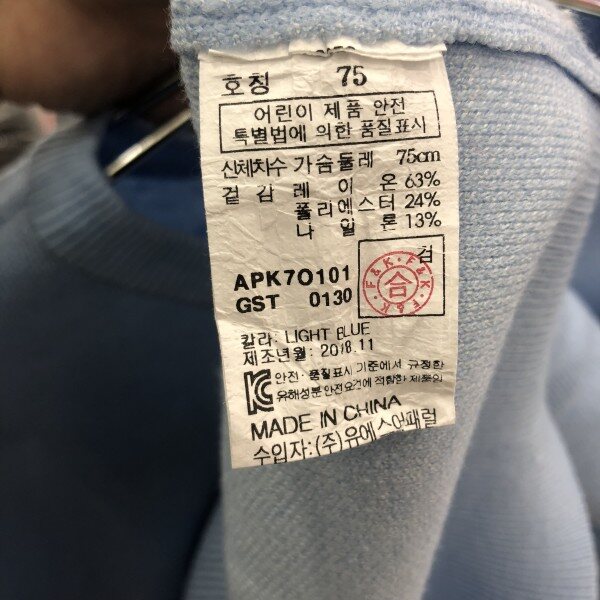 호칭 75
어린이 제품 안전
특별법에 의한 품질표시
신체치수 가슴둘레 75cm
겉감 레이온 63%
폴리에스터 24%
나일론 13%
검
F&K · F&K · F&K
合
APK7O101
GST 0130
칼라: LIGHT BLUE
제조년월: 2018.11
안전·품질표시 기준에서 규정한
유해성분 안전요건에 적합한 제품임
MADE IN CHINA
수입자:(주)유에스어패럴